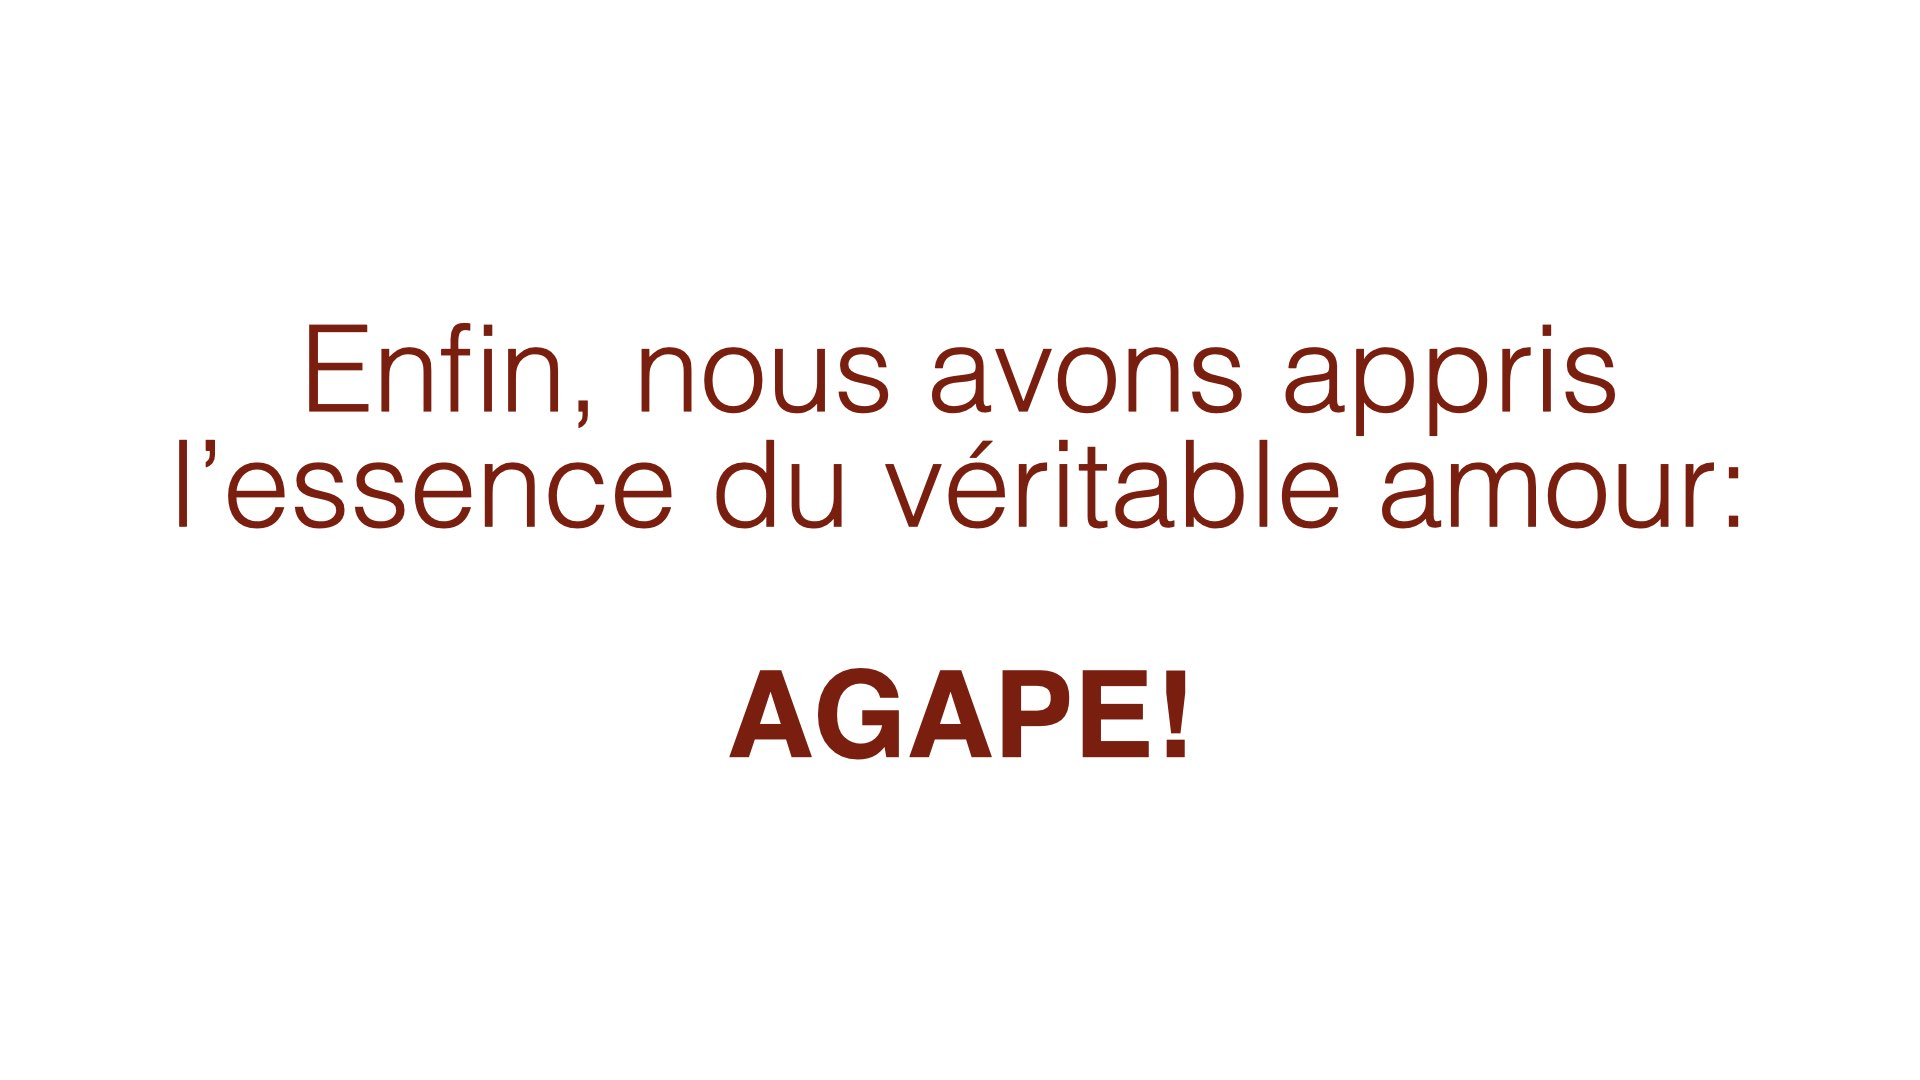 Enfin, nous avons appris
l’essence du véritable amour:
AGAPE!